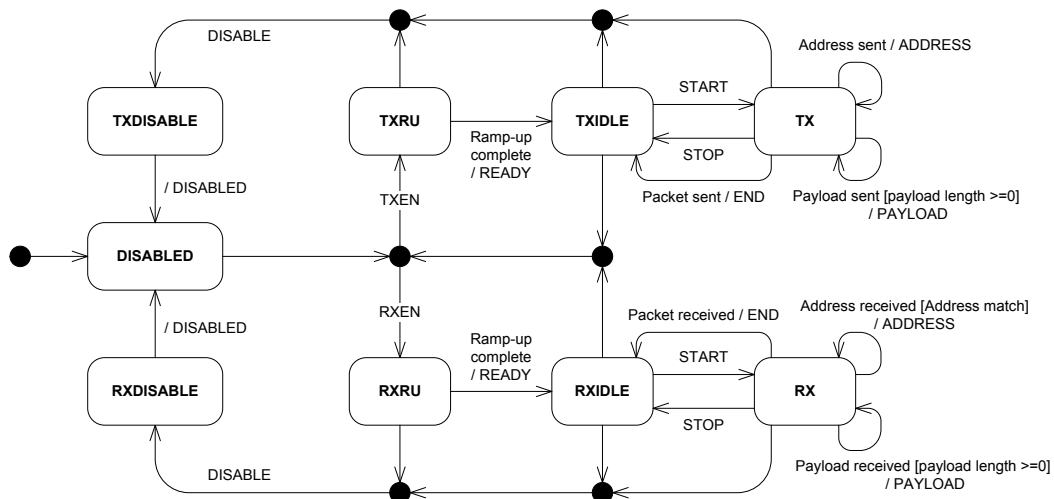 DISABLE
Address sent / ADDRESS
START
TXDISABLE
TXRU
TXIDLE
TX
Ramp-up
complete
/ READY
STOP
/ DISABLED
TXEN
Packet sent / END
Payload sent [payload length >=0]
/ PAYLOAD
DISABLED
RXEN
Packet received / END
Address received [Address match]
/ ADDRESS
/ DISABLED
Ramp-up
complete
/ READY
START
RXDISABLE
RXRU
RXIDLE
RX
STOP
DISABLE
Payload received [payload length >=0]
/ PAYLOAD